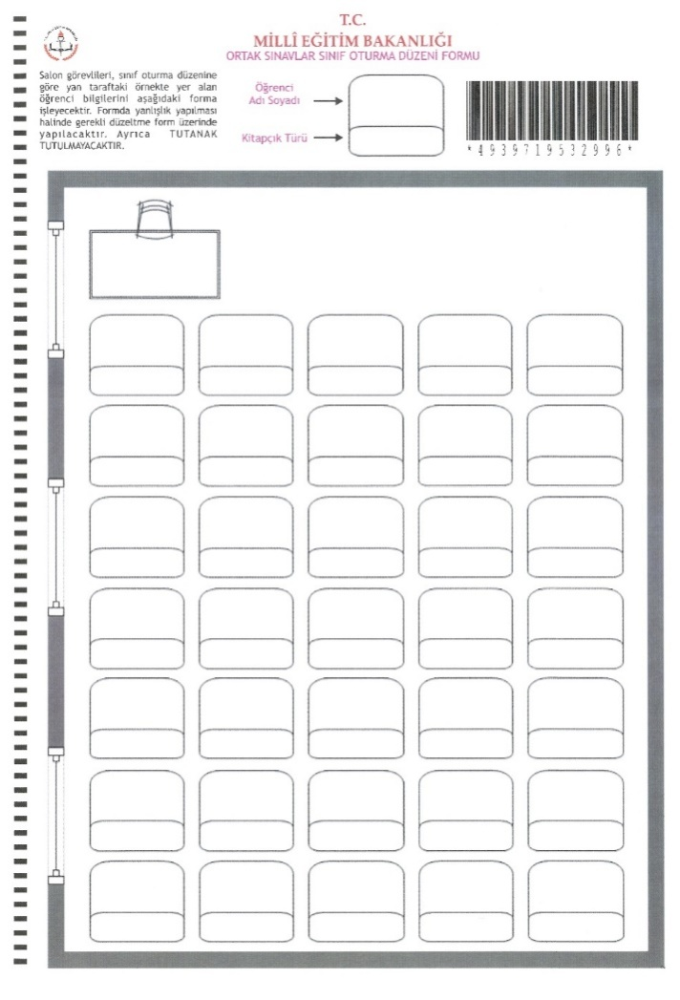 T.C.
MİLLÎ EĞİTİM BAKANLIĞI
ORTAK SINAVLAR SINIF OTURMA DÜZENİ FORMU
Salon görevlileri, sınıf oturma düzenine
göre yan taraftaki örnekte yer alan
öğrenci bilgilerini aşağıdaki forma
işleyecektir. Formda yanlışlık yapılması
halinde gerekli düzeltme form üzerinde
yapılacaktır. Ayrıca TUTANAK
TUTULMAYACAKTIR.
Öğrenci
Adı Soyadı
Kitapçık Türü
*4939719532996*